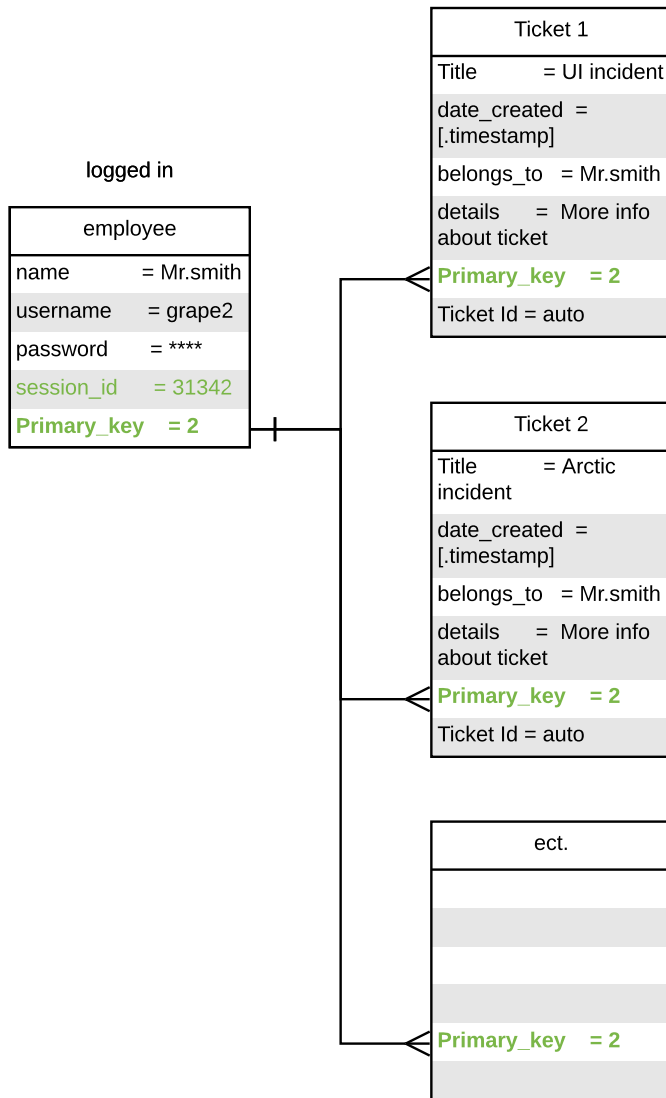 logged in
employee
name = Mr.smith
username = grape2
password = ****
session_id = 31342
Primary_key = 2
Ticket 1
Title = UI incident
date_created =
[.timestamp]
belongs_to = Mr.smith
details = More info
about ticket
Primary_key = 2
Ticket Id = auto
Ticket 2
Title = Arctic
incident
date_created =
[.timestamp]
belongs_to = Mr.smith
details = More info
about ticket
Primary_key = 2
Ticket Id = auto
ect.
Primary_key = 2